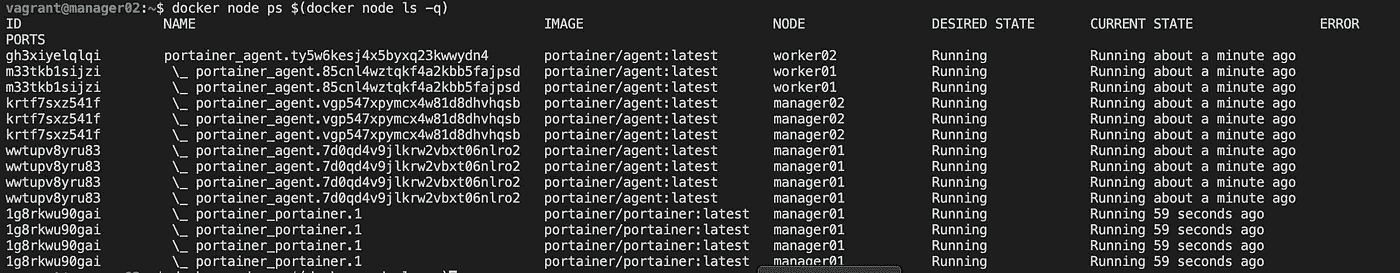 vagrant@manager02:~$ docker node ps $(docker node ls -q)
ID NAME IMAGE NODE DESIRED STATE CURRENT STATE ERROR
PORTS
gh3xiyelqlqi portainer_agent.ty5w6kesj4x5byxq23kwwydn4 portainer/agent:latest worker02 Running Running about a minute ago
m33tkb1sijzi \_ portainer_agent.85cnl4wztqkf4a2kbb5fajpsd portainer/agent:latest worker01 Running Running about a minute ago
m33tkb1sijzi \_ portainer_agent.85cnl4wztqkf4a2kbb5fajpsd portainer/agent:latest worker01 Running Running about a minute ago
krtf7sxz541f \_ portainer_agent.vgp547xpymcx4w81d8dhvhqsb portainer/agent:latest manager02 Running Running about a minute ago
krtf7sxz541f \_ portainer_agent.vgp547xpymcx4w81d8dhvhqsb portainer/agent:latest manager02 Running Running about a minute ago
krtf7sxz541f \_ portainer_agent.vgp547xpymcx4w81d8dhvhqsb portainer/agent:latest manager02 Running Running about a minute ago
wwtupv8yru83 \_ portainer_agent.7d0qd4v9jlkrw2vbxt06nlro2 portainer/agent:latest manager01 Running Running about a minute ago
wwtupv8yru83 \_ portainer_agent.7d0qd4v9jlkrw2vbxt06nlro2 portainer/agent:latest manager01 Running Running about a minute ago
wwtupv8yru83 \_ portainer_agent.7d0qd4v9jlkrw2vbxt06nlro2 portainer/agent:latest manager01 Running Running about a minute ago
wwtupv8yru83 \_ portainer_agent.7d0qd4v9jlkrw2vbxt06nlro2 portainer/agent:latest manager01 Running Running about a minute ago
1g8rkwu90gai \_ portainer_portainer.1 portainer/portainer:latest manager01 Running Running 59 seconds ago
1g8rkwu90gai \_ portainer_portainer.1 portainer/portainer:latest manager01 Running Running 59 seconds ago
1g8rkwu90gai \_ portainer_portainer.1 portainer/portainer:latest manager01 Running Running 59 seconds ago
1g8rkwu90gai \_ portainer_portainer.1 portainer/portainer:latest manager01 Running Running 59 seconds ago